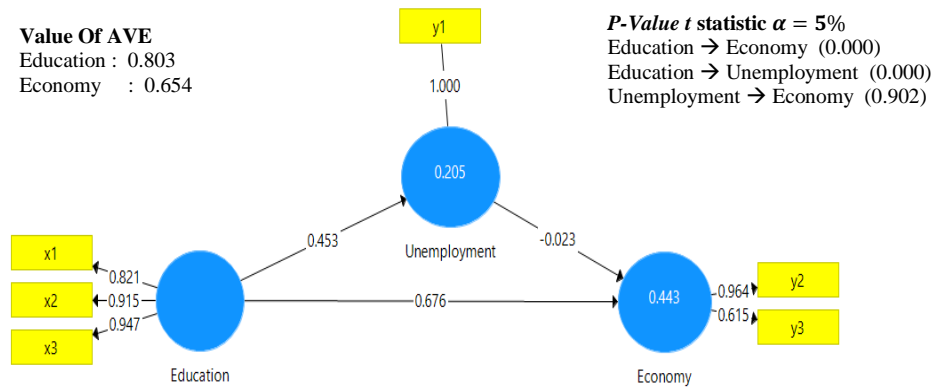 Value Of AVE
Education : 0.803
Economy : 0.654
P-Value t statistic α = 5%
Education → Economy (0.000)
Education → Unemployment (0.000)
Unemployment → Economy (0.902)
y1
1.000
0.205
Unemployment
0.453
-0.023
x1
x2
x3
0.821
0.915
0.947
Education
0.676
0.443
Economy
0.964
0.615
y2
y3